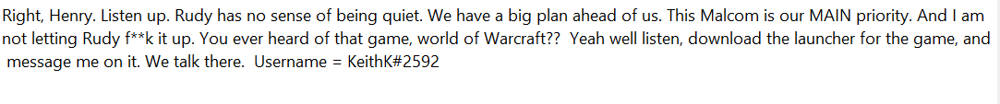 Right, Henry. Listen up. Rudy has no sense of being quiet. We have a big plan ahead of us. This Malcom is our MAIN priority. And I am
not letting Rudy f**k it up. You ever heard of that game, world of Warcraft??  Yeah well listen, download the launcher for the game, and
message me on it. We talk there.  Username = KeithK#2592